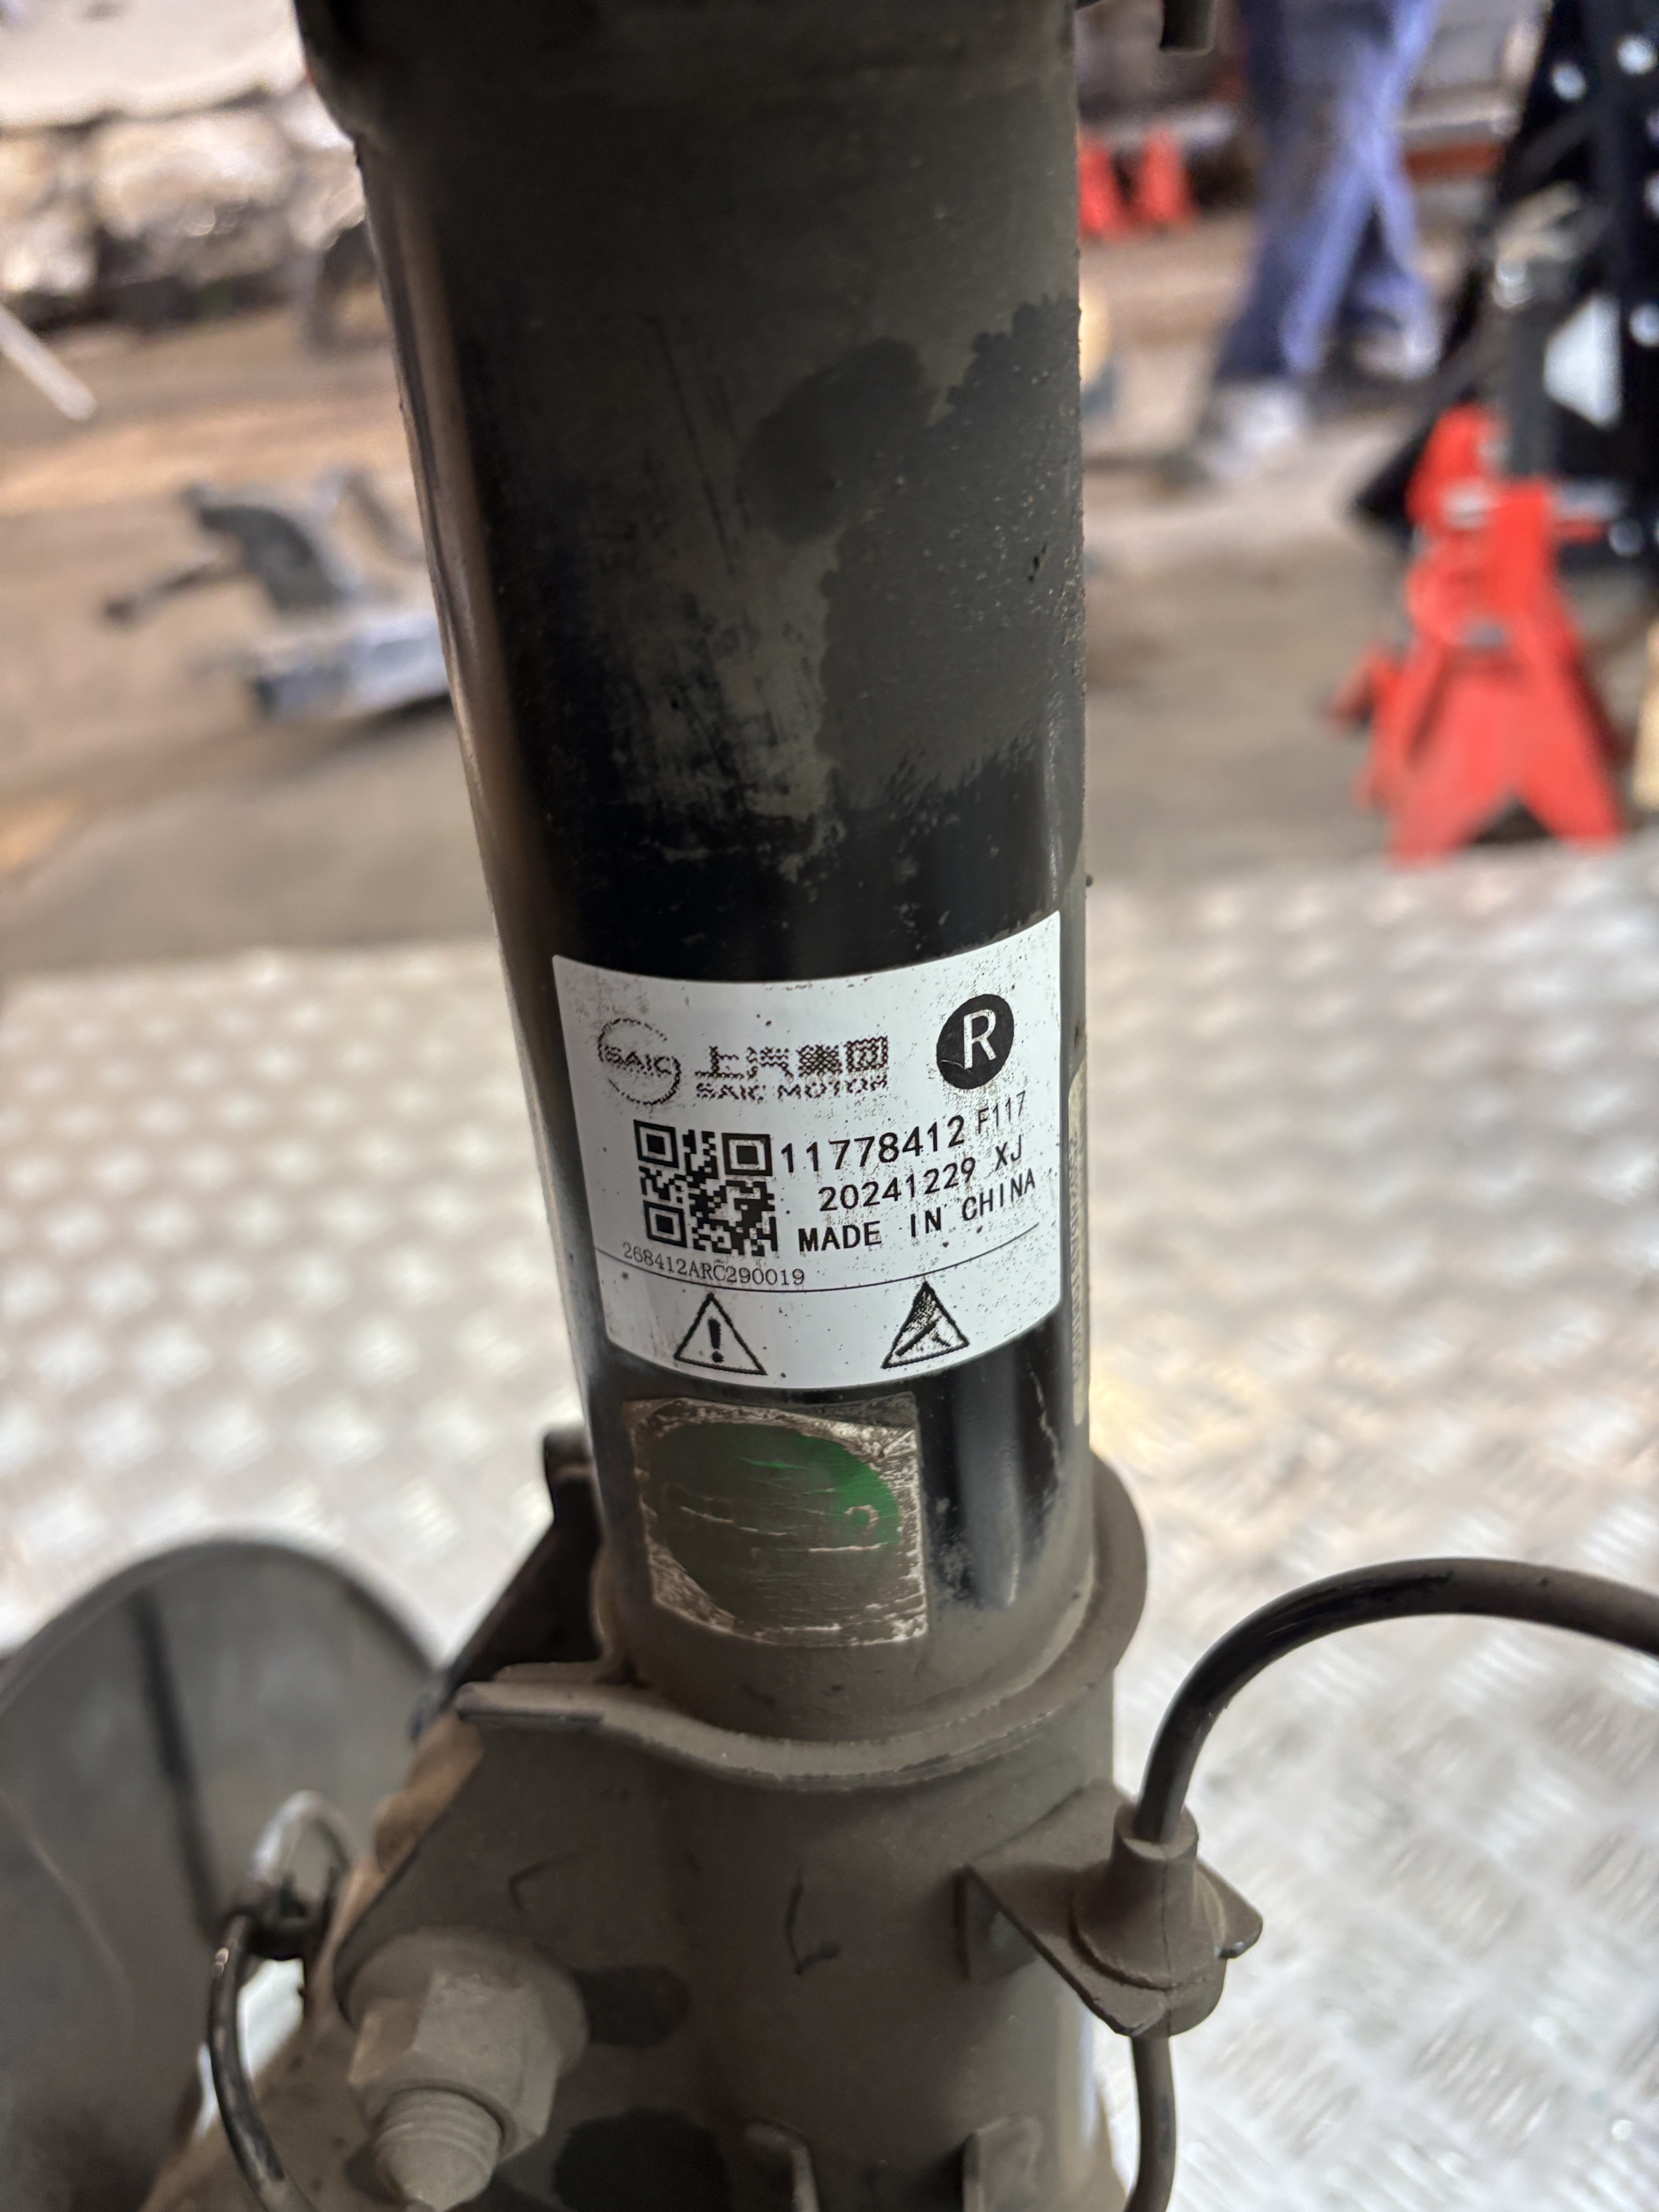 SAIC 上汽集团
SAIC MOTOR
R
11778412 F117
20241229 XJ
MADE IN CHINA
268412ARC290019